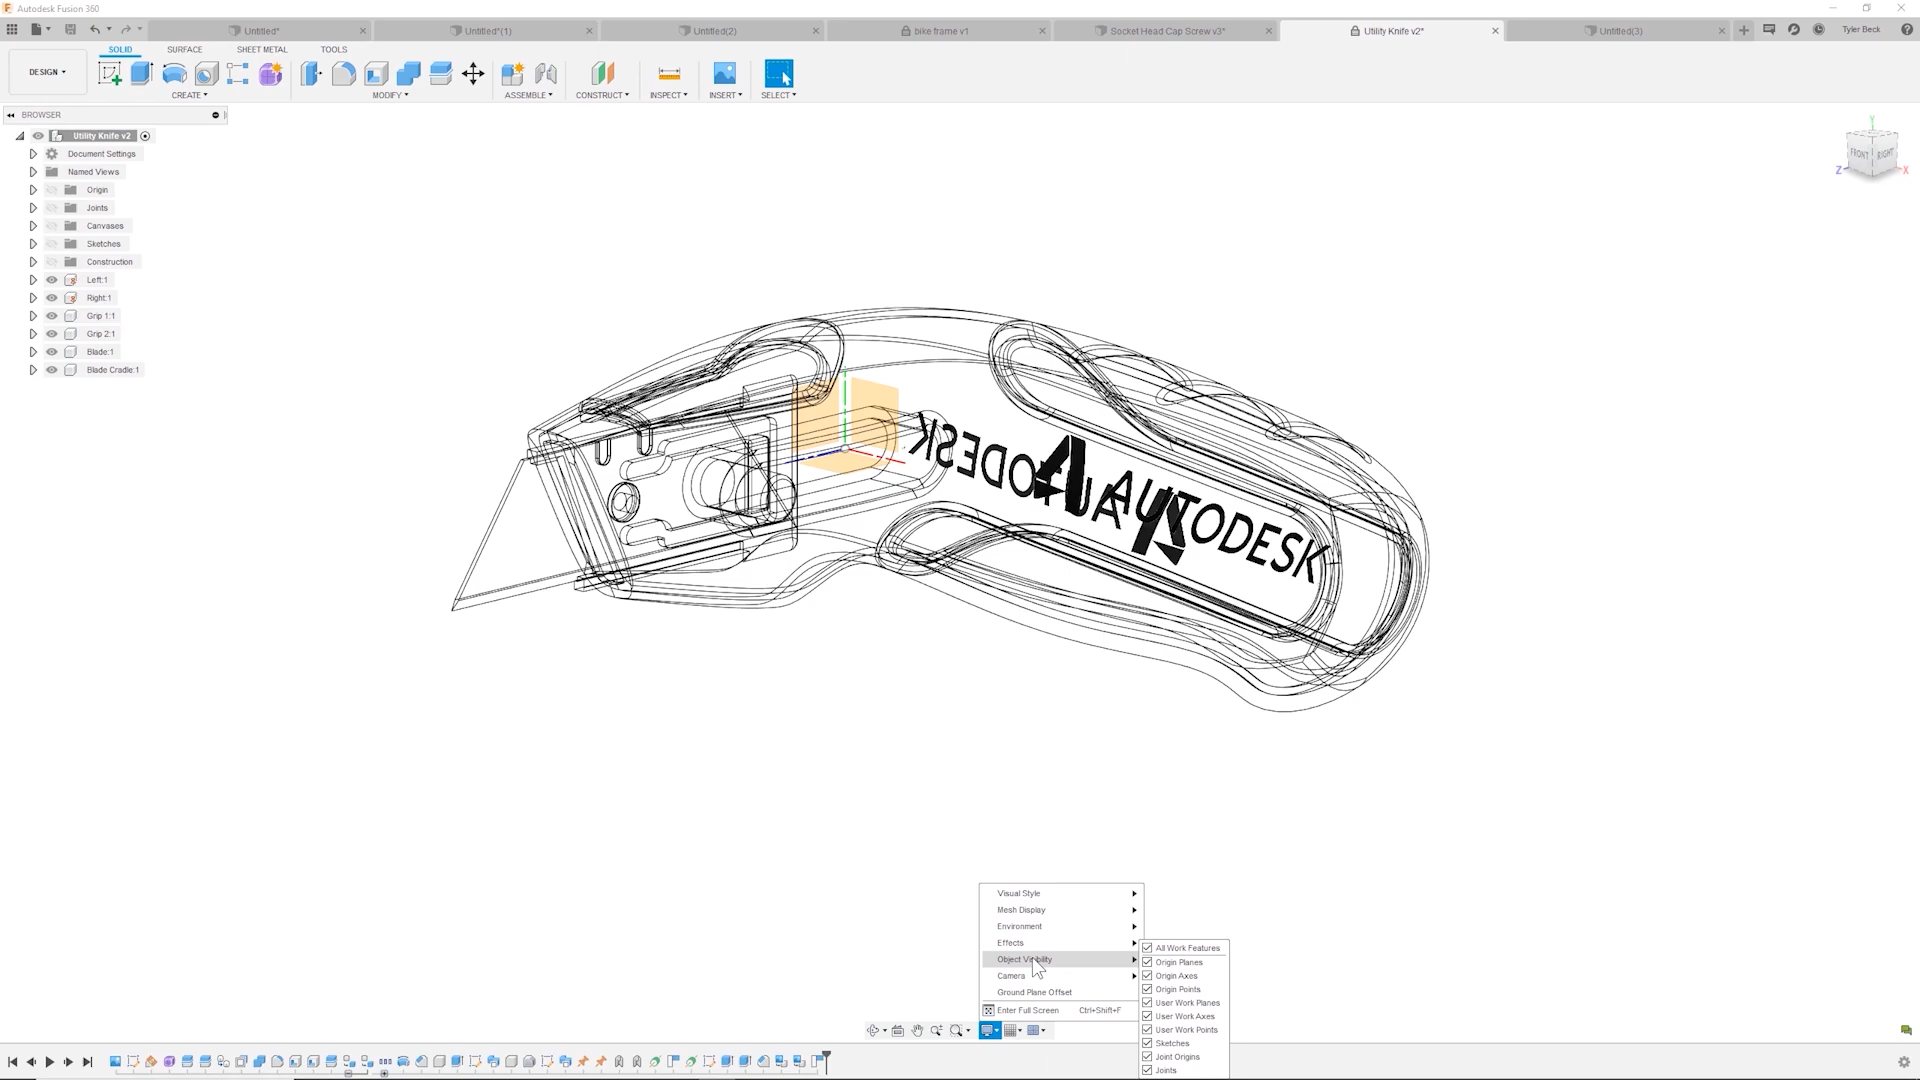 Autodesk Fusion 360
Untitled*
Untitled*(1)
Untitled(2)
bike frame v1
Socket Head Cap Screw v3*
Utility Knife v2*
Untitled(3)
Tyler Beck
SOLID
SURFACE
SHEET METAL
TOOLS
DESIGN
CREATE
MODIFY
ASSEMBLE
CONSTRUCT
INSPECT
INSERT
SELECT
BROWSER
Utility Knife v2
Document Settings
Named Views
Origin
Joints
Canvases
Sketches
Construction
Left:1
Right:1
Grip 1:1
Grip 2:1
Blade:1
Blade Cradle:1
Y
FRONT
RIGHT
Z
X
AUTODESK
AUTODESK
Visual Style
Mesh Display
Environment
Effects
Object Visibility
Camera
Ground Plane Offset
Enter Full Screen Ctrl+Shift+F
All Work Features
Origin Planes
Origin Axes
Origin Points
User Work Planes
User Work Axes
User Work Points
Sketches
Joint Origins
Joints